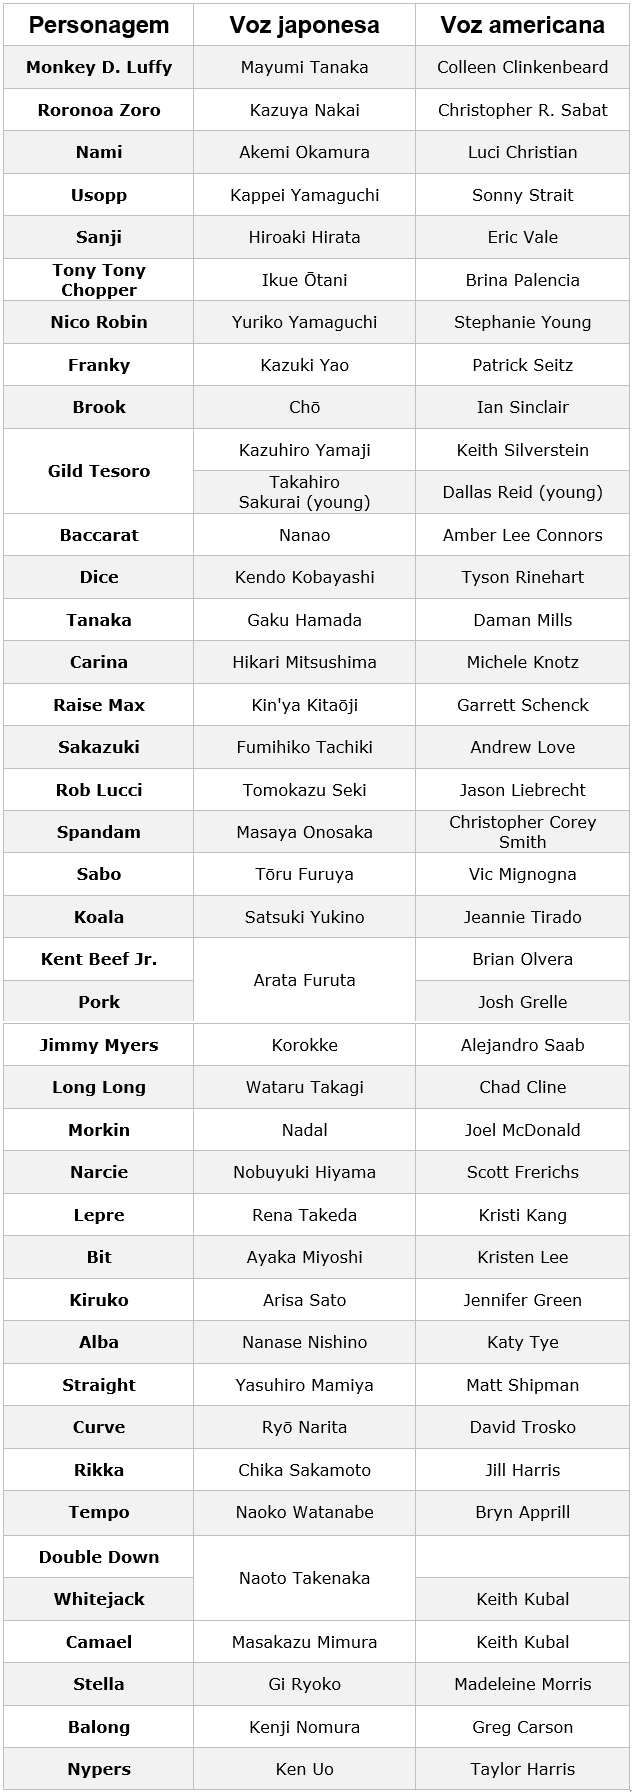 Personagem Voz japonesa Voz americana
Monkey D. Luffy Mayumi Tanaka Colleen Clinkenbeard
Roronoa Zoro Kazuya Nakai Christopher R. Sabat
Nami Akemi Okamura Luci Christian
Usopp Kappei Yamaguchi Sonny Strait
Sanji Hiroaki Hirata Eric Vale
Tony Tony
Chopper Ikue Ōtani Brina Palencia
Nico Robin Yuriko Yamaguchi Stephanie Young
Franky Kazuki Yao Patrick Seitz
Brook Chō Ian Sinclair
Gild Tesoro Kazuhiro Yamaji Keith Silverstein
Takahiro
Sakurai (young) Dallas Reid (young)
Baccarat Nanao Amber Lee Connors
Dice Kendo Kobayashi Tyson Rinehart
Tanaka Gaku Hamada Daman Mills
Carina Hikari Mitsushima Michele Knotz
Raise Max Kin'ya Kitaōji Garrett Schenck
Sakazuki Fumihiko Tachiki Andrew Love
Rob Lucci Tomokazu Seki Jason Liebrecht
Spandam Masaya Onosaka Christopher Corey
Smith
Sabo Tōru Furuya Vic Mignogna
Koala Satsuki Yukino Jeannie Tirado
Kent Beef Jr. Arata Furuta Brian Olvera
Pork Josh Grelle
Jimmy Myers Korokke Alejandro Saab
Long Long Wataru Takagi Chad Cline
Morkin Nadal Joel McDonald
Narcie Nobuyuki Hiyama Scott Frerichs
Lepre Rena Takeda Kristi Kang
Bit Ayaka Miyoshi Kristen Lee
Kiruko Arisa Sato Jennifer Green
Alba Nanase Nishino Katy Tye
Straight Yasuhiro Mamiya Matt Shipman
Curve Ryō Narita David Trosko
Rikka Chika Sakamoto Jill Harris
Tempo Naoko Watanabe Bryn Apprill
Double Down Naoto Takenaka
Whitejack Keith Kubal
Camael Masakazu Mimura Keith Kubal
Stella Gi Ryoko Madeleine Morris
Balong Kenji Nomura Greg Carson
Nypers Ken Uo Taylor Harris